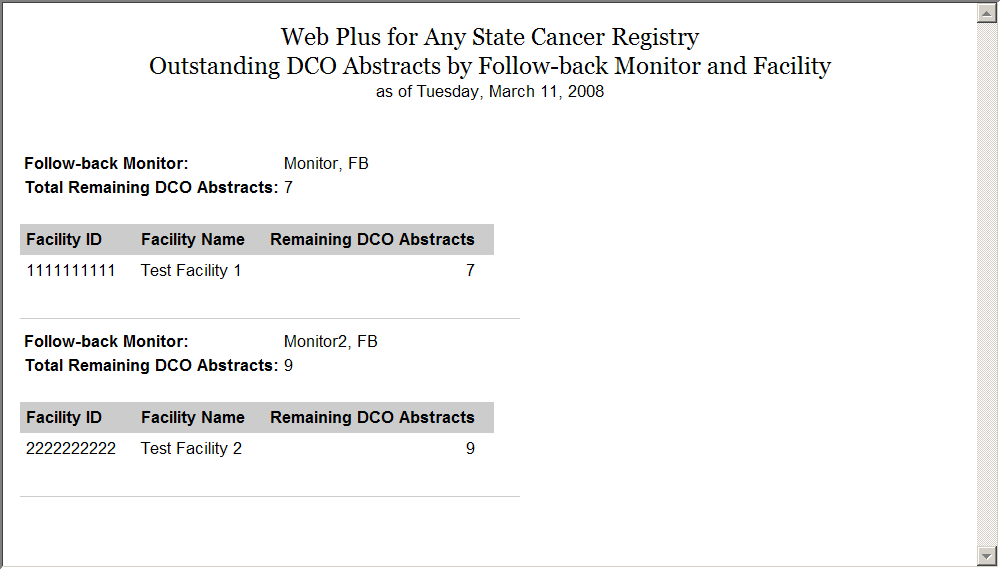 Web Plus for Any State Cancer Registry
Outstanding DCO Abstracts by Follow-back Monitor and Facility
as of Tuesday, March 11, 2008
Follow-back Monitor: Monitor, FB
Total Remaining DCO Abstracts: 7
Facility ID Facility Name Remaining DCO Abstracts
1111111111 Test Facility 1 7
Follow-back Monitor: Monitor2, FB
Total Remaining DCO Abstracts: 9
Facility ID Facility Name Remaining DCO Abstracts
2222222222 Test Facility 2 9